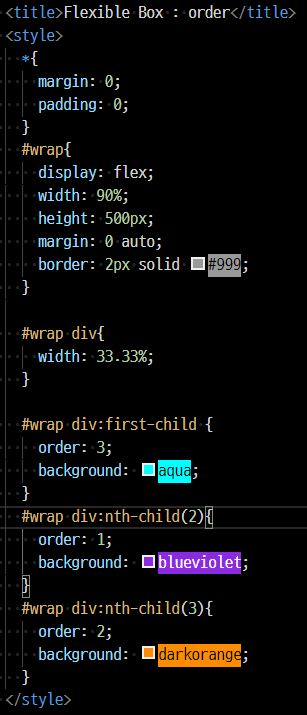 <title>Flexible Box : order</title>
<style>
*{
margin: 0;
padding: 0;
}
#wrap{
display: flex;
width: 90%;
height: 500px;
margin: 0 auto;
border: 2px solid #999;
}
#wrap div{
width: 33.33%;
}
#wrap div:first-child {
order: 3;
background: aqua;
}
#wrap div:nth-child(2){
order: 1;
background: blueviolet;
}
#wrap div:nth-child(3){
order: 2;
background: darkorange;
}
</style>